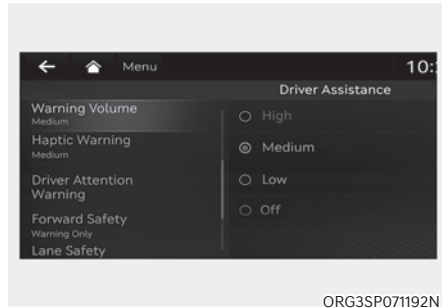 Menu
10:
Driver Assistance
Warning Volume
Medium
Haptic Warning
Medium
Driver Attention
Warning
Forward Safety
Warning Only
Lane Safety
High
Medium
Low
Off
ORG3SP071192N